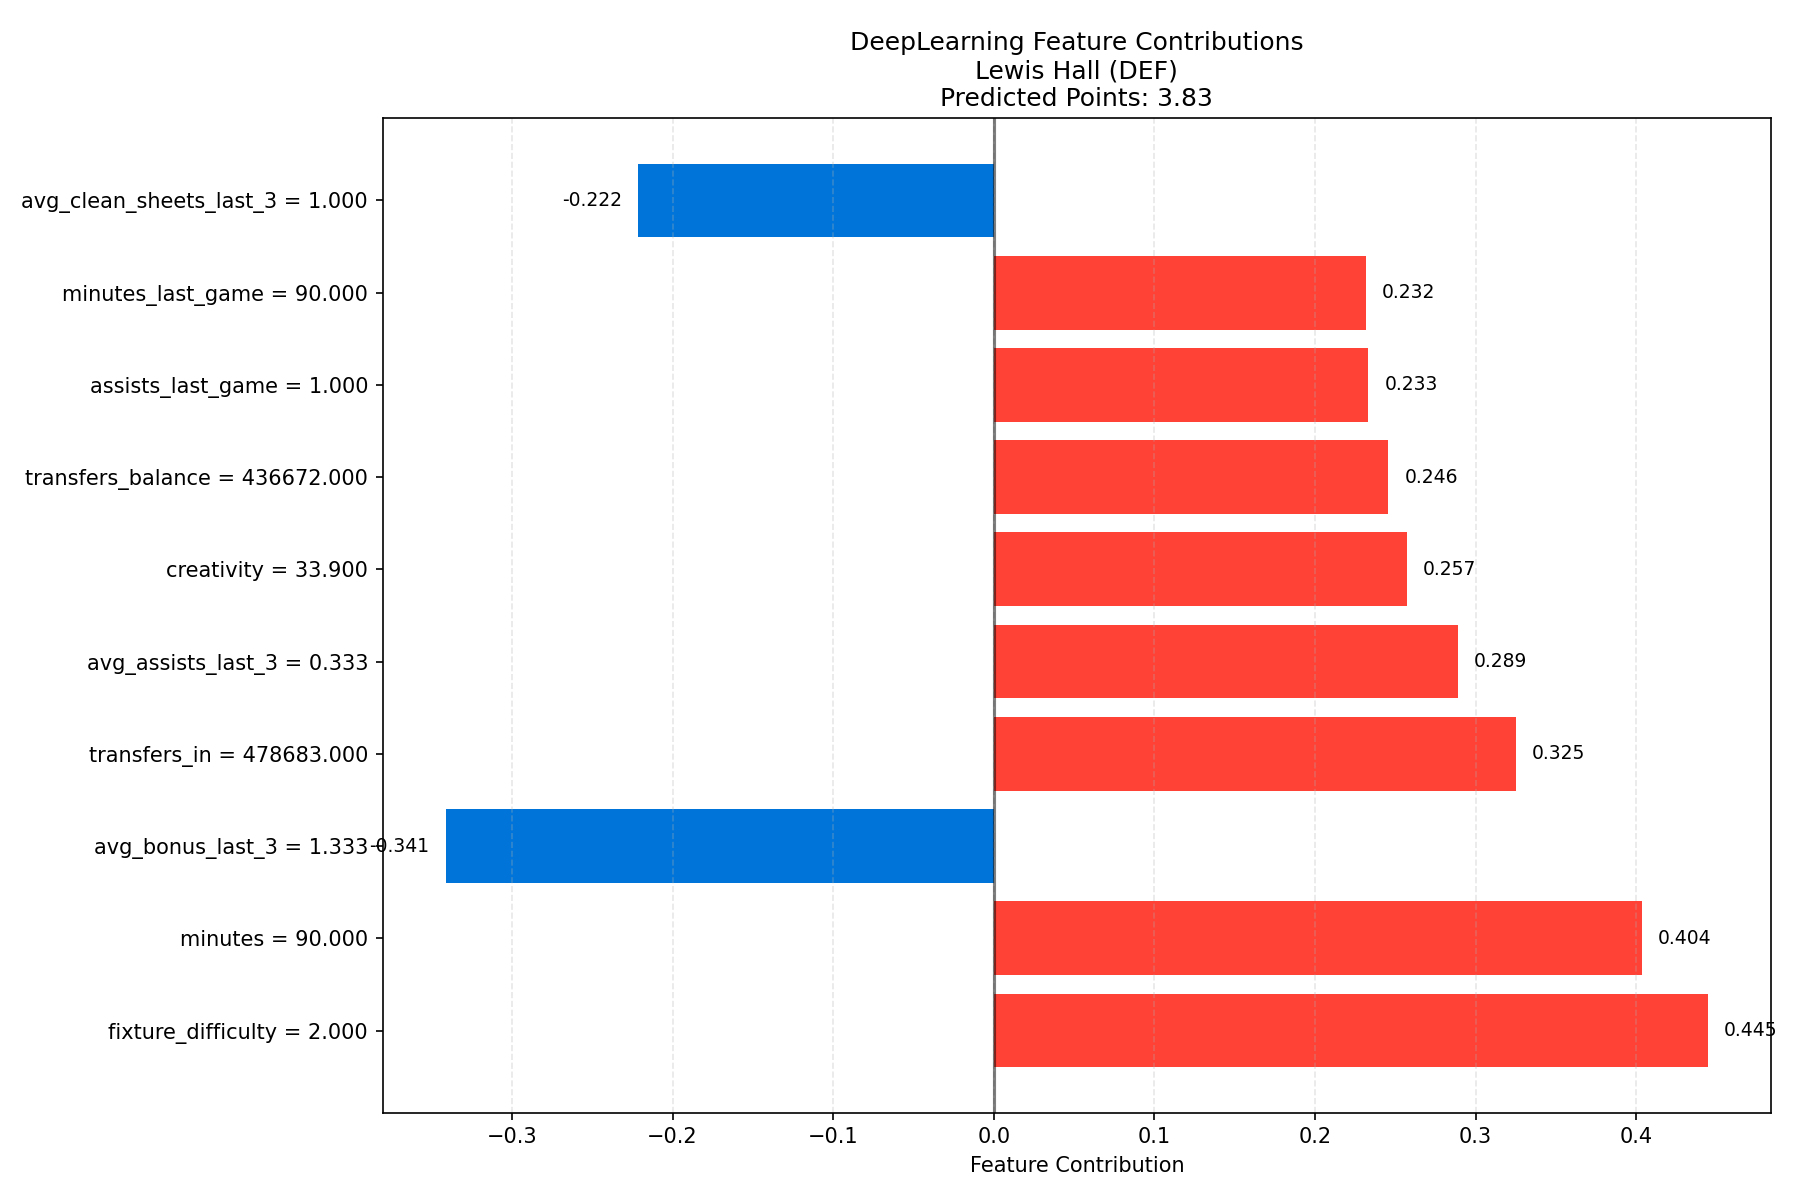 DeepLearning Feature Contributions
Lewis Hall (DEF)
Predicted Points: 3.83
avg_clean_sheets_last_3 = 1.000
-0.222
minutes_last_game = 90.000
0.232
assists_last_game = 1.000
0.233
transfers_balance = 436672.000
0.246
creativity = 33.900
0.257
avg_assists_last_3 = 0.333
0.289
transfers_in = 478683.000
0.325
avg_bonus_last_3 = 1.333
-0.341
minutes = 90.000
0.404
fixture_difficulty = 2.000
0.445
−0.3 −0.2 −0.1 0.0 0.1 0.2 0.3 0.4
Feature Contribution